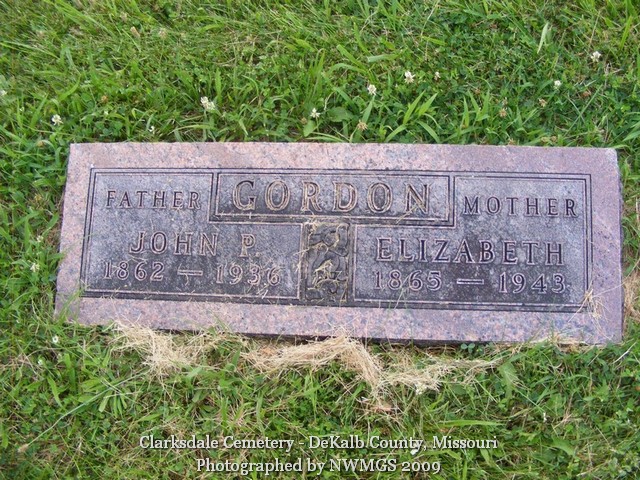 FATHER GORDON MOTHER
JOHN P. ELIZABETH
1862 — 1936 1865 — 1943
Clarksdale Cemetery - DeKalb County, Missouri
Photographed by NWMGS 2009